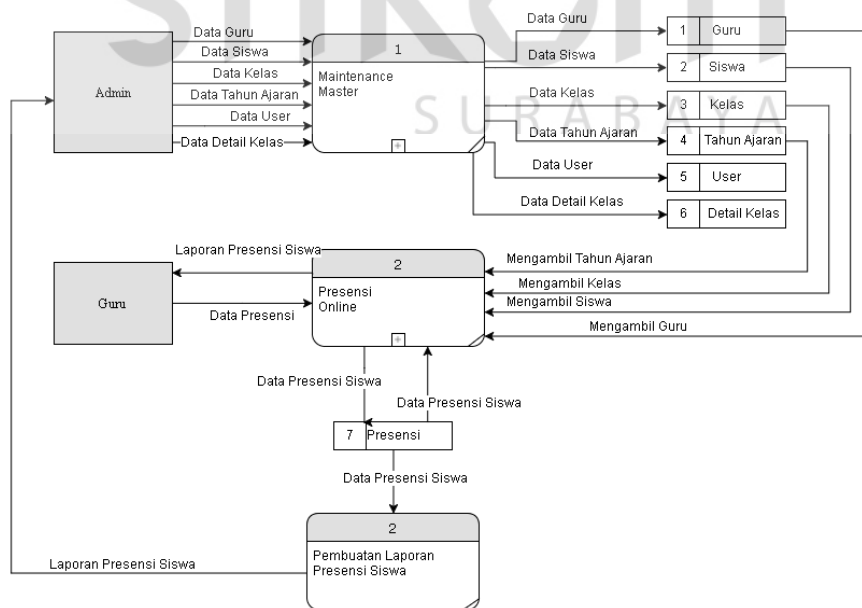 Data Guru
Data Siswa
Data Kelas
Data Tahun Ajaran
Data User
Data Detail Kelas
Admin
1
Maintenance
Master
Data Guru
Data Siswa
Data Kelas
Data Tahun Ajaran
Data User
Data Detail Kelas
1 Guru
2 Siswa
3 Kelas
4 Tahun Ajaran
5 User
6 Detail Kelas
SURABAYA
Laporan Presensi Siswa
Guru
Data Presensi
2
Presensi
Online
Mengambil Tahun Ajaran
Mengambil Kelas
Mengambil Siswa
Mengambil Guru
Data Presensi Siswa
Data Presensi Siswa
7 Presensi
Data Presensi Siswa
2
Pembuatan Laporan
Presensi Siswa
Laporan Presensi Siswa